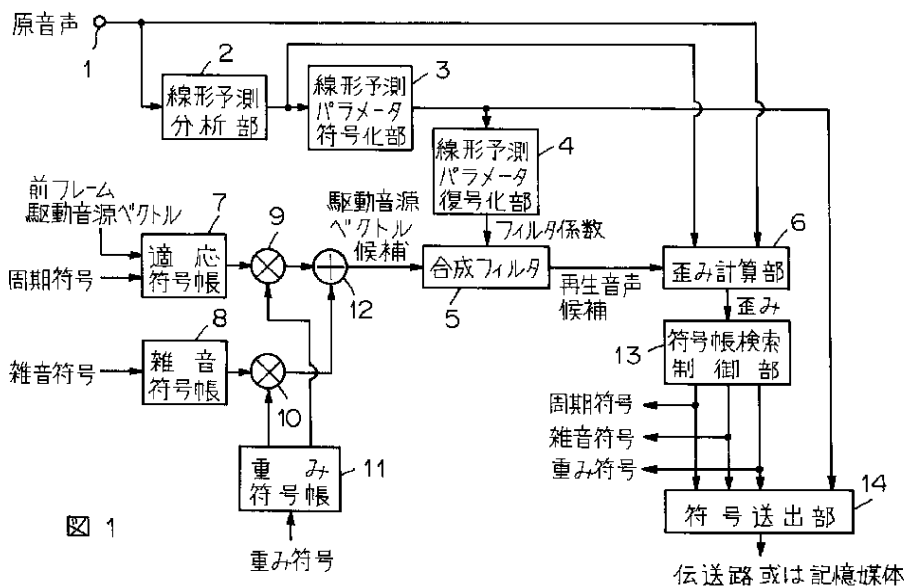 原音声
1
2
線形予測
分析部
線形予測
パラメータ
符号化部
3
線形予測
パラメータ
復号化部
4
前フレーム
駆動音源ベクトル
7
適応
符号帳
周期符号
9
12
駆動音源
ベクトル
候補
フィルタ係数
合成フィルタ
5
再生音声
候補
6
歪み計算部
歪み
8
雑音
符号帳
雑音符号
10
13
符号帳検索
制御部
周期符号
雑音符号
重み符号
重み
符号帳
11
重み符号
符号送出部
14
伝送路或は記憶媒体
図 1